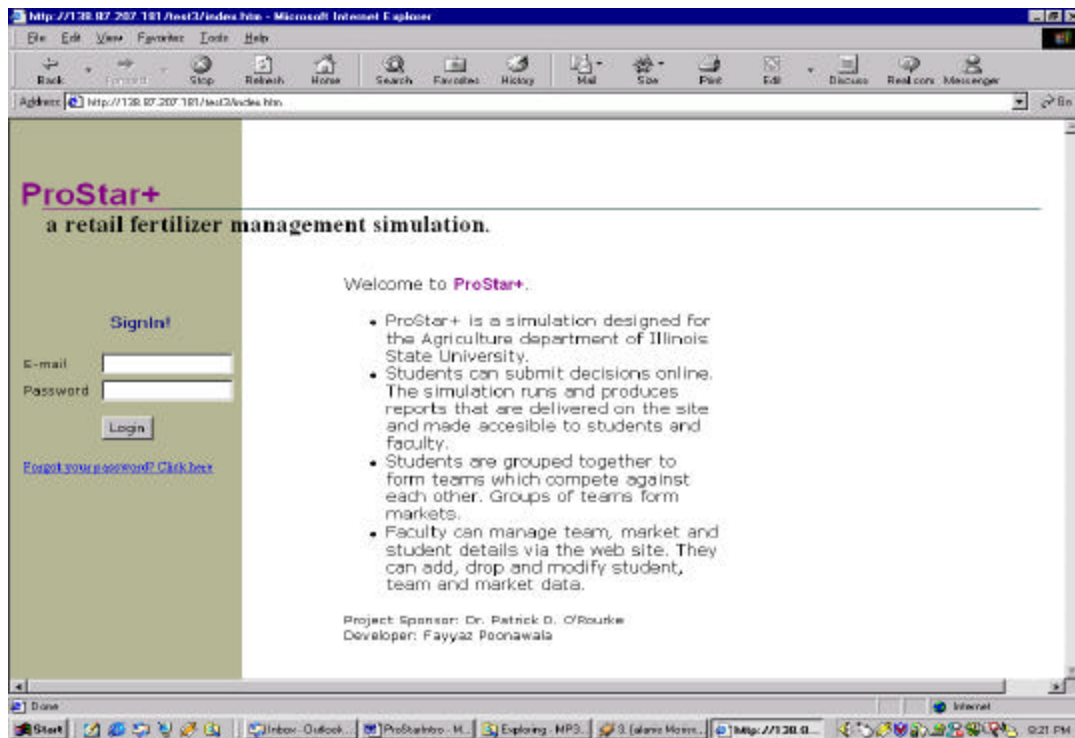 http://138.87.207.181/test3/index.htm - Microsoft Internet Explorer
File Edit View Favorites Tools Help
Back Forward Stop Refresh Home Search Favorites History Mail Size Print Edit Discuss Real.com Messenger
Address http://138.87.207.181/test3/index.htm Go
ProStar+
a retail fertilizer management simulation.
Welcome to ProStar+.
SignIn!
E-mail
Password
Login
Forgot your password? Click here
• ProStar+ is a simulation designed for
the Agriculture department of Illinois
State University.
• Students can submit decisions online.
The simulation runs and produces
reports that are delivered on the site
and made accesible to students and
faculty.
• Students are grouped together to
form teams which compete against
each other. Groups of teams form
markets.
• Faculty can manage team, market and
student details via the web site. They
can add, drop and modify student,
team and market data.
Project Sponsor: Dr. Patrick D. O'Rourke
Developer: Fayyaz Poonawala
Done Internet
Start Inbox - Outlook... ProStarIntro - M... Exploring - MP3... http://138.8... 9:21 PM